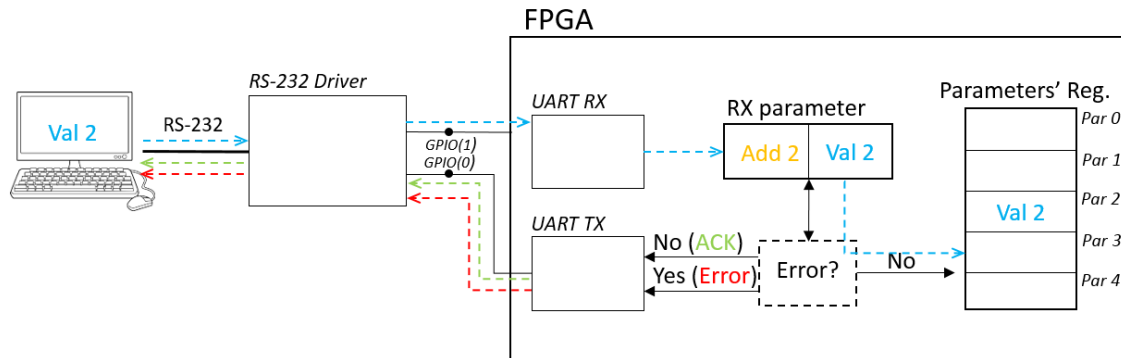 FPGA
RS-232 Driver
Parameters' Reg.
UART RX
RX parameter
Par 0
Val 2
RS-232
GPIO(1)
GPIO(0)
Add 2
Val 2
Par 1
Par 2
Val 2
UART TX
No (ACK)
Yes (Error)
Error?
No
Par 3
Par 4